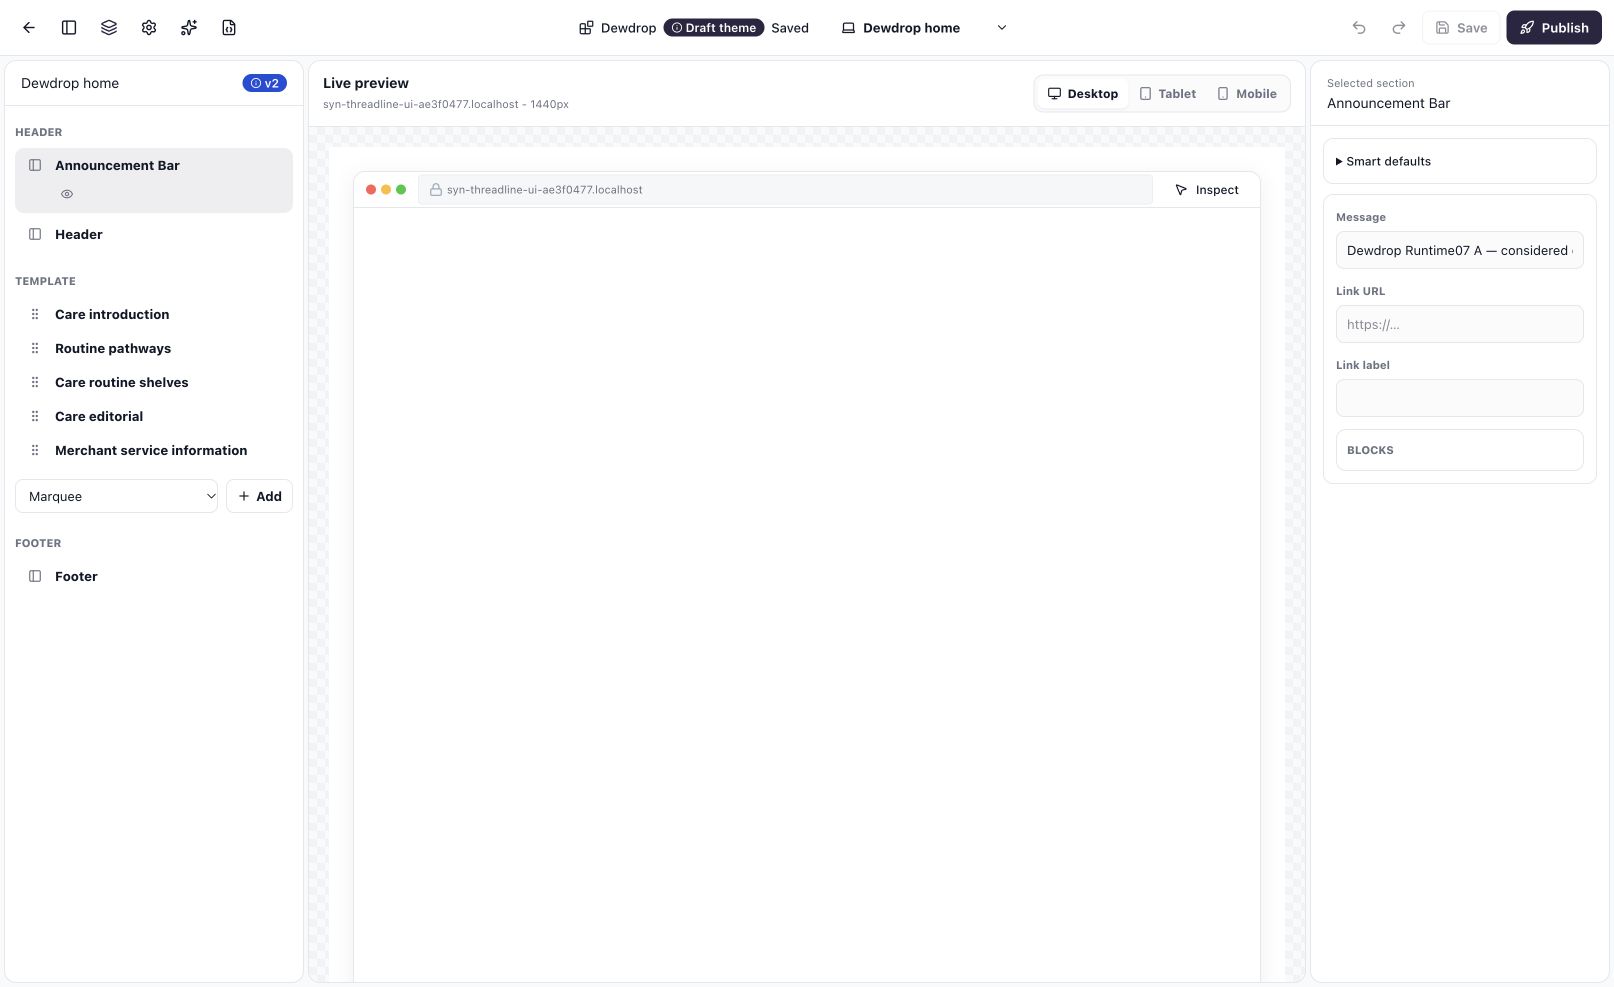 Dewdrop Draft theme Saved Dewdrop home Save Publish
Dewdrop home v2
HEADER
Announcement Bar
Header
TEMPLATE
Care introduction
Routine pathways
Care routine shelves
Care editorial
Merchant service information
Marquee Add
FOOTER
Footer
Live preview
syn-threadline-ui-ae3f0477.localhost - 1440px
Desktop Tablet Mobile
syn-threadline-ui-ae3f0477.localhost Inspect
Selected section
Announcement Bar
Smart defaults
Message
Dewdrop Runtime07 A — considered
Link URL
https://...
Link label
BLOCKS